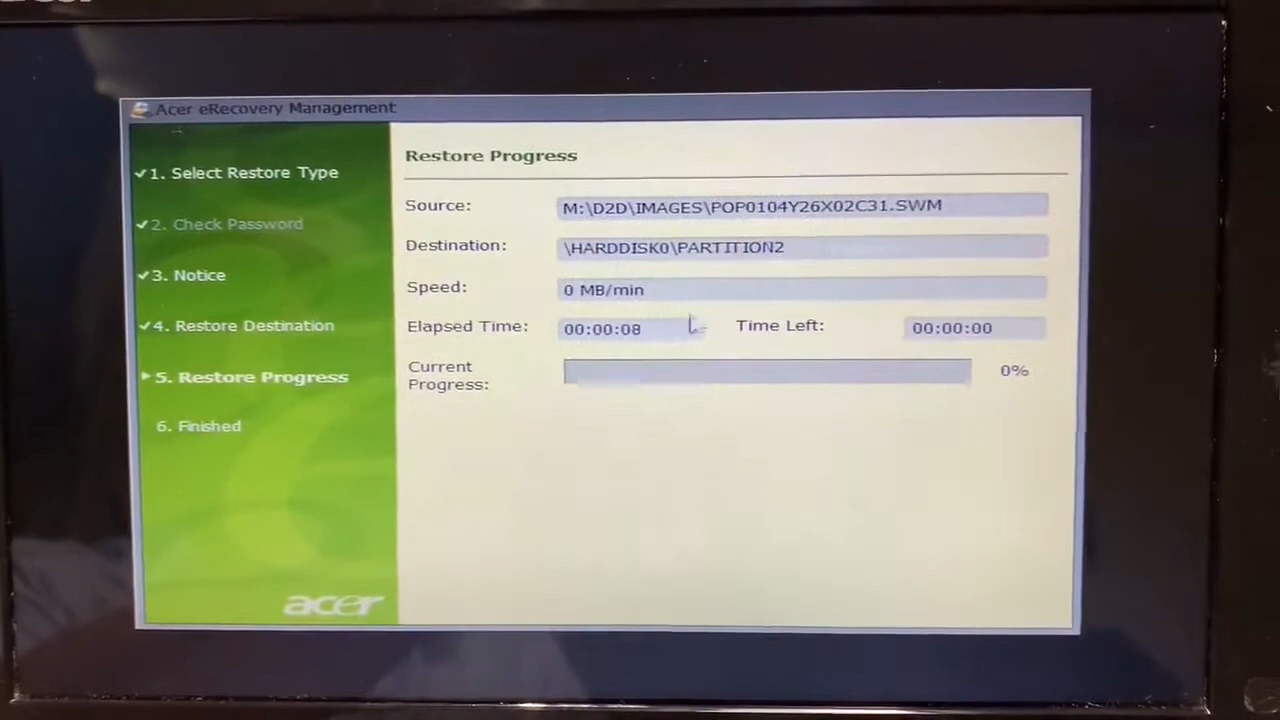 Acer eRecovery Management
✓1. Select Restore Type
✓2. Check Password
✓3. Notice
✓4. Restore Destination
▸ 5. Restore Progress
6. Finished
acer
Restore Progress
Source: M:\D2D\IMAGES\POP0104Y26X02C31.SWM
Destination: \HARDDISK0\PARTITION2
Speed: 0 MB/min
Elapsed Time: 00:00:08 Time Left: 00:00:00
Current
Progress: 0%